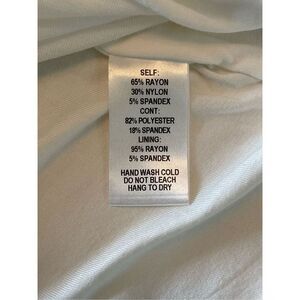 SELF:
65% RAYON
30% NYLON
5% SPANDEX
CONT:
82% POLYESTER
18% SPANDEX
LINING:
95% RAYON
5% SPANDEX
HAND WASH COLD
DO NOT BLEACH
HANG TO DRY